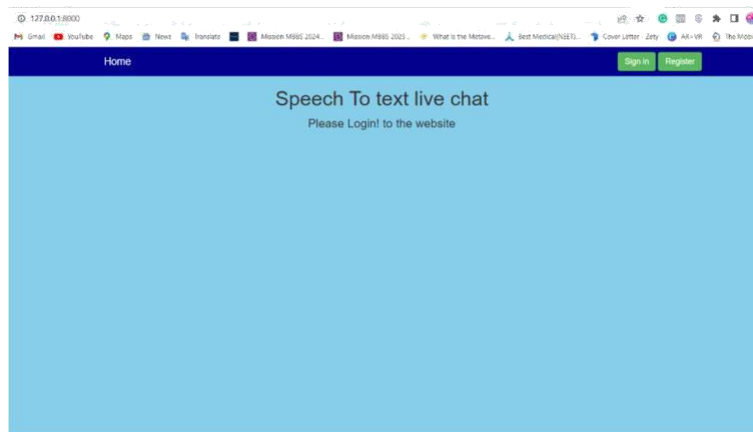 127.0.0.1:8000
Gmail YouTube Maps News Translate Mission MBBS 2024... Mission MBBS 2025... What is the Metave... Best Medical(NEET)... Cover Letter · Zety AR-VR The Mobi
Home Sign in Register
Speech To text live chat
Please Login! to the website